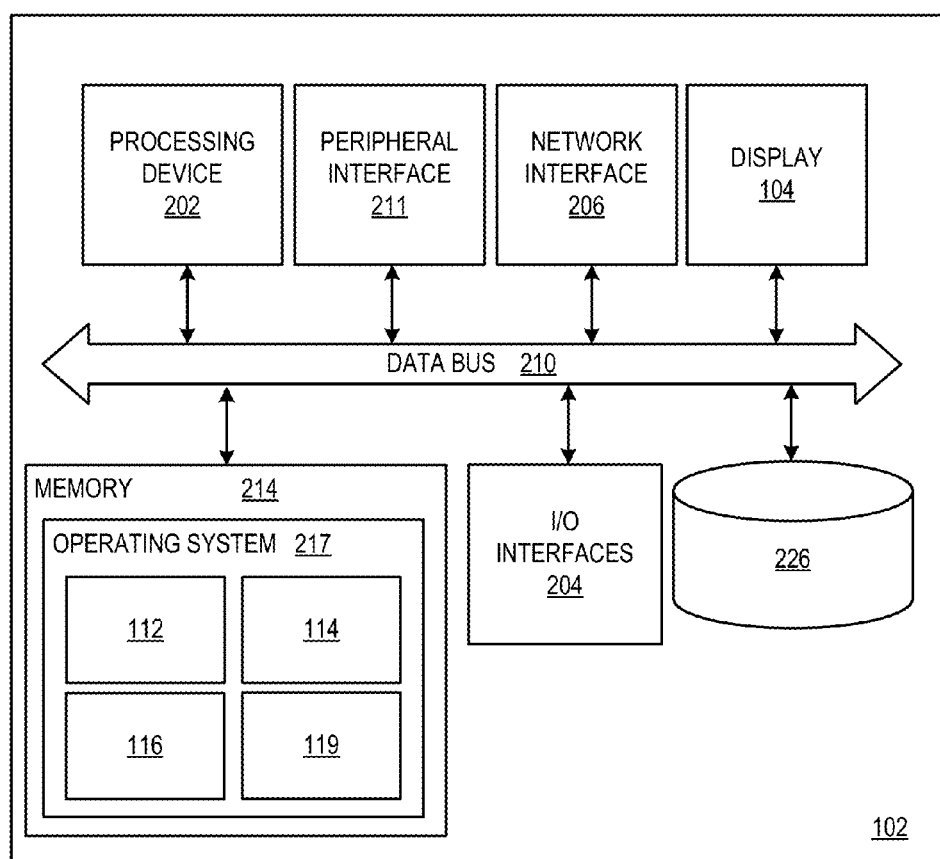 PROCESSING
DEVICE
202
PERIPHERAL
INTERFACE
211
NETWORK
INTERFACE
206
DISPLAY
104
DATA BUS 210
MEMORY 214
OPERATING SYSTEM 217
112
114
116
119
I/O
INTERFACES
204
226
102